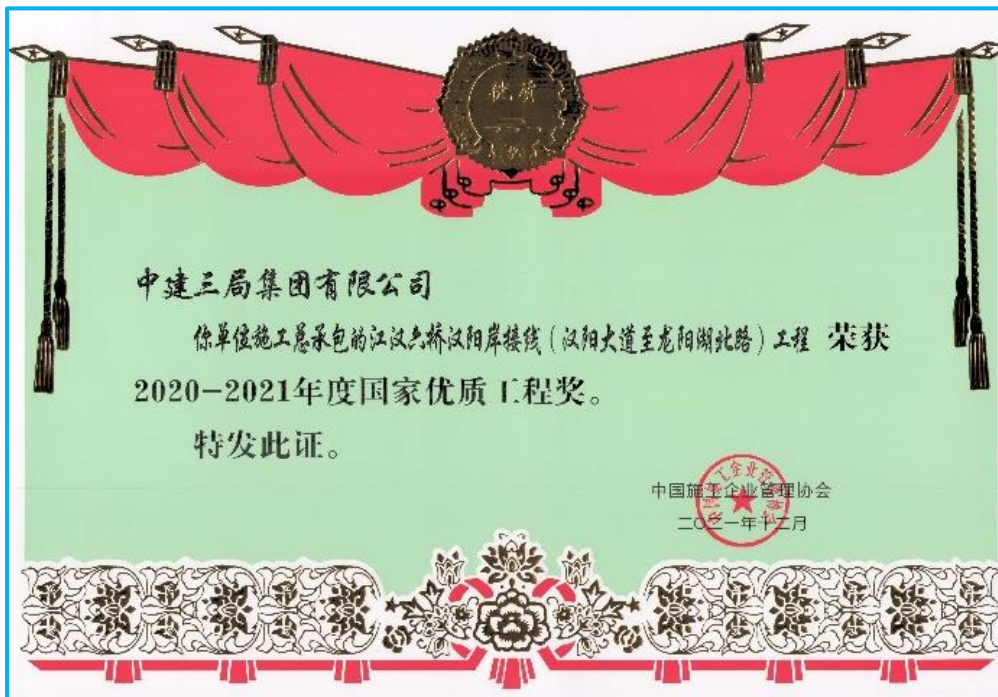 优质
中建三局集团有限公司
你单位施工总承包的江汉六桥汉阳岸接线(汉阳大道至龙阳湖北路)工程 荣获
2020-2021年度国家优质工程奖。
特发此证。
中国施工企业管理协会
二〇二一年十二月